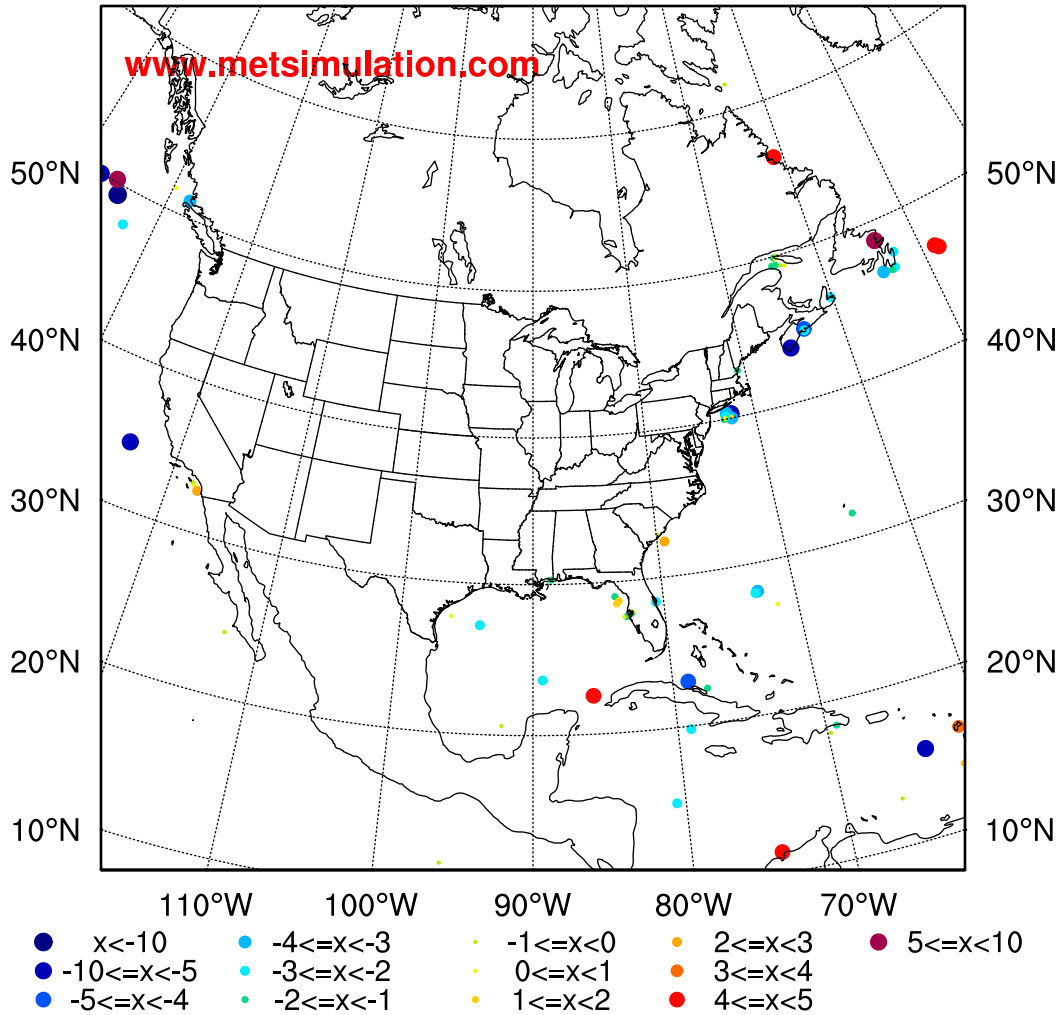 www.metsimulation.com
50°N 50°N
40°N 40°N
30°N 30°N
20°N 20°N
10°N 10°N
110°W 100°W 90°W 80°W 70°W
x<-10 -4<=x<-3 -1<=x<0 2<=x<3 5<=x<10
-10<=x<-5 -3<=x<-2 0<=x<1 3<=x<4
-5<=x<-4 -2<=x<-1 1<=x<2 4<=x<5